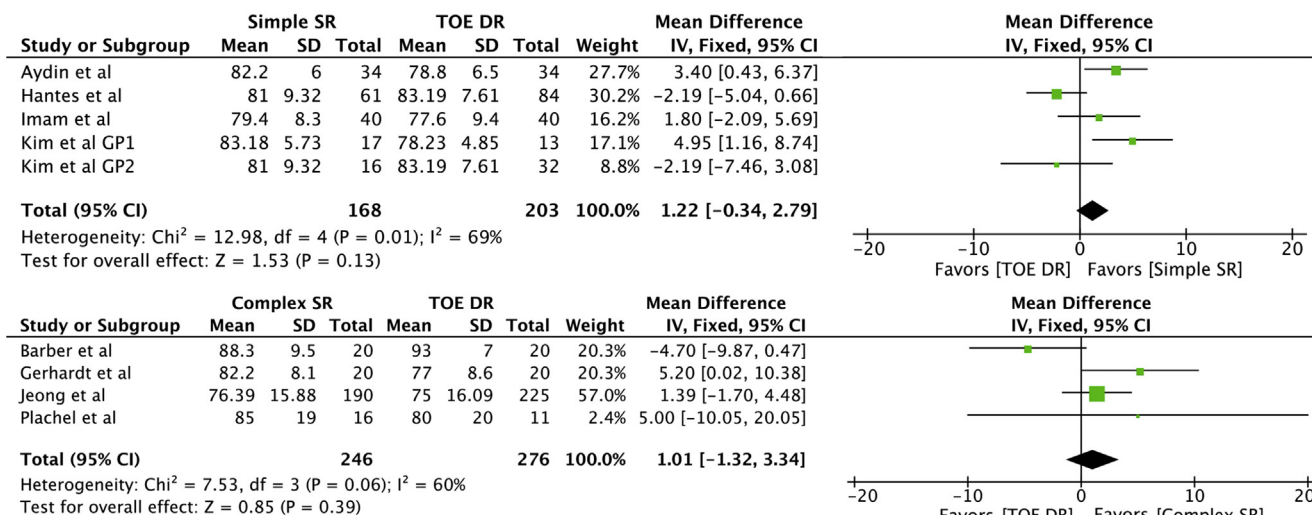 Simple SR TOE DR Mean Difference Mean Difference
Study or Subgroup Mean SD Total Mean SD Total Weight IV, Fixed, 95% CI IV, Fixed, 95% CI
Aydin et al 82.2 6 34 78.8 6.5 34 27.7% 3.40 [0.43, 6.37]
Hantes et al 81 9.32 61 83.19 7.61 84 30.2% −2.19 [−5.04, 0.66]
Imam et al 79.4 8.3 40 77.6 9.4 40 16.2% 1.80 [−2.09, 5.69]
Kim et al GP1 83.18 5.73 17 78.23 4.85 13 17.1% 4.95 [1.16, 8.74]
Kim et al GP2 81 9.32 16 83.19 7.61 32 8.8% −2.19 [−7.46, 3.08]
Total (95% CI) 168 203 100.0% 1.22 [−0.34, 2.79]
Heterogeneity: Chi² = 12.98, df = 4 (P = 0.01); I² = 69%
Test for overall effect: Z = 1.53 (P = 0.13)
−20 −10 0 10 20
Favors [TOE DR] Favors [Simple SR]
Complex SR TOE DR Mean Difference Mean Difference
Study or Subgroup Mean SD Total Mean SD Total Weight IV, Fixed, 95% CI IV, Fixed, 95% CI
Barber et al 88.3 9.5 20 93 7 20 20.3% −4.70 [−9.87, 0.47]
Gerhardt et al 82.2 8.1 20 77 8.6 20 20.3% 5.20 [0.02, 10.38]
Jeong et al 76.39 15.88 190 75 16.09 225 57.0% 1.39 [−1.70, 4.48]
Plachel et al 85 19 16 80 20 11 2.4% 5.00 [−10.05, 20.05]
Total (95% CI) 246 276 100.0% 1.01 [−1.32, 3.34]
Heterogeneity: Chi² = 7.53, df = 3 (P = 0.06); I² = 60%
Test for overall effect: Z = 0.85 (P = 0.39)
−20 −10 0 10 20
Favors [TOE DR] Favors [Complex SR]